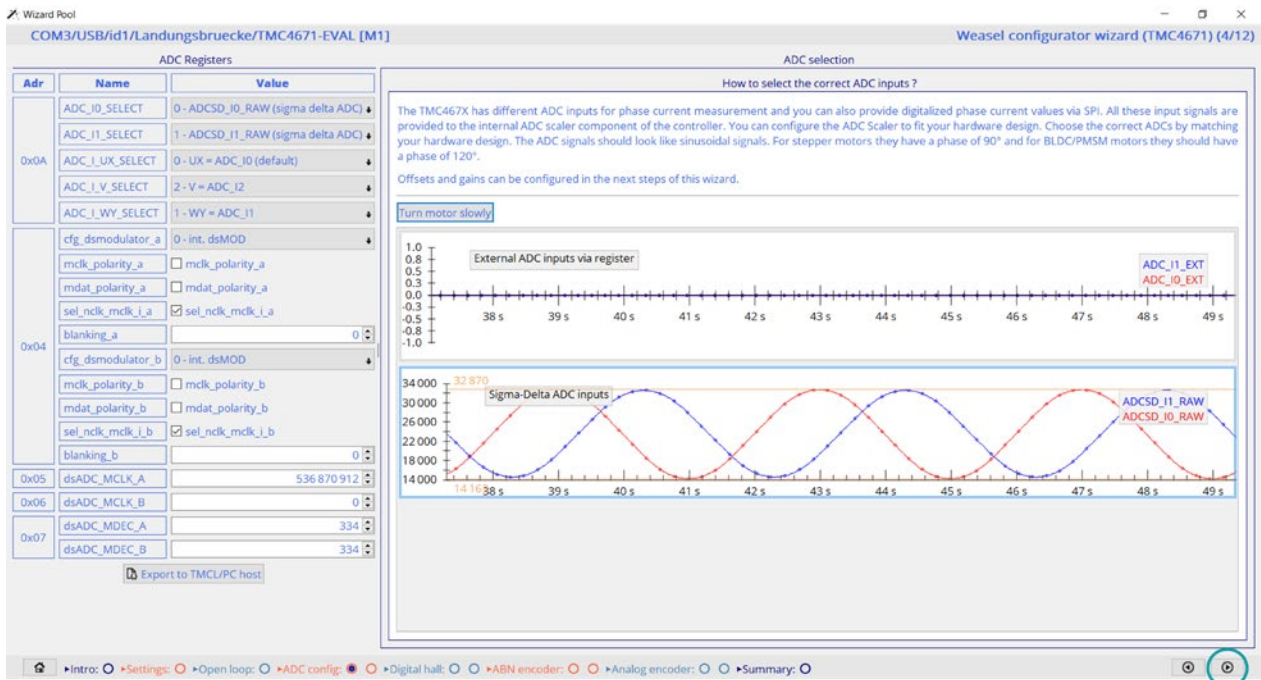 Wizard Pool
COM3/USB/id1/Landungsbruecke/TMC4671-EVAL [M1]
Weasel configurator wizard (TMC4671) (4/12)
ADC Registers
Adr Name Value
0x0A
ADC_I0_SELECT 0 - ADCSD_I0_RAW (sigma delta ADC)
ADC_I1_SELECT 1 - ADCSD_I1_RAW (sigma delta ADC)
ADC_I_UX_SELECT 0 - UX = ADC_I0 (default)
ADC_I_V_SELECT 2 - V = ADC_I2
ADC_I_WY_SELECT 1 - WY = ADC_I1
0x04
cfg_dsmodulator_a 0 - int. dsMOD
mclk_polarity_a mclk_polarity_a
mdat_polarity_a mdat_polarity_a
sel_nclk_mclk_i_a sel_nclk_mclk_i_a
blanking_a 0
cfg_dsmodulator_b 0 - int. dsMOD
mclk_polarity_b mclk_polarity_b
mdat_polarity_b mdat_polarity_b
sel_nclk_mclk_i_b sel_nclk_mclk_i_b
blanking_b 0
0x05 dsADC_MCLK_A 536 870 912
0x06 dsADC_MCLK_B 0
0x07
dsADC_MDEC_A 334
dsADC_MDEC_B 334
Export to TMCL/PC host
ADC selection
How to select the correct ADC inputs ?
The TMC467X has different ADC inputs for phase current measurement and you can also provide digitalized phase current values via SPI. All these input signals are
provided to the internal ADC scaler component of the controller. You can configure the ADC Scaler to fit your hardware design. Choose the correct ADCs by matching
your hardware design. The ADC signals should look like sinusoidal signals. For stepper motors they have a phase of 90° and for BLDC/PMSM motors they should have
a phase of 120°.
Offsets and gains can be configured in the next steps of this wizard.
Turn motor slowly
External ADC inputs via register
ADC_I1_EXT
ADC_I0_EXT
1.0
0.8
0.5
0.3
0.0
-0.3
-0.5
-0.8
-1.0
38 s 39 s 40 s 41 s 42 s 43 s 44 s 45 s 46 s 47 s 48 s 49 s
32 870
Sigma-Delta ADC inputs
ADCSD_I1_RAW
ADCSD_I0_RAW
34 000
30 000
26 000
22 000
18 000
14 000
38 s 39 s 40 s 41 s 42 s 43 s 44 s 45 s 46 s 47 s 48 s 49 s
Intro: Settings: Open loop: ADC config: Digital hall: ABN encoder: Analog encoder: Summary: